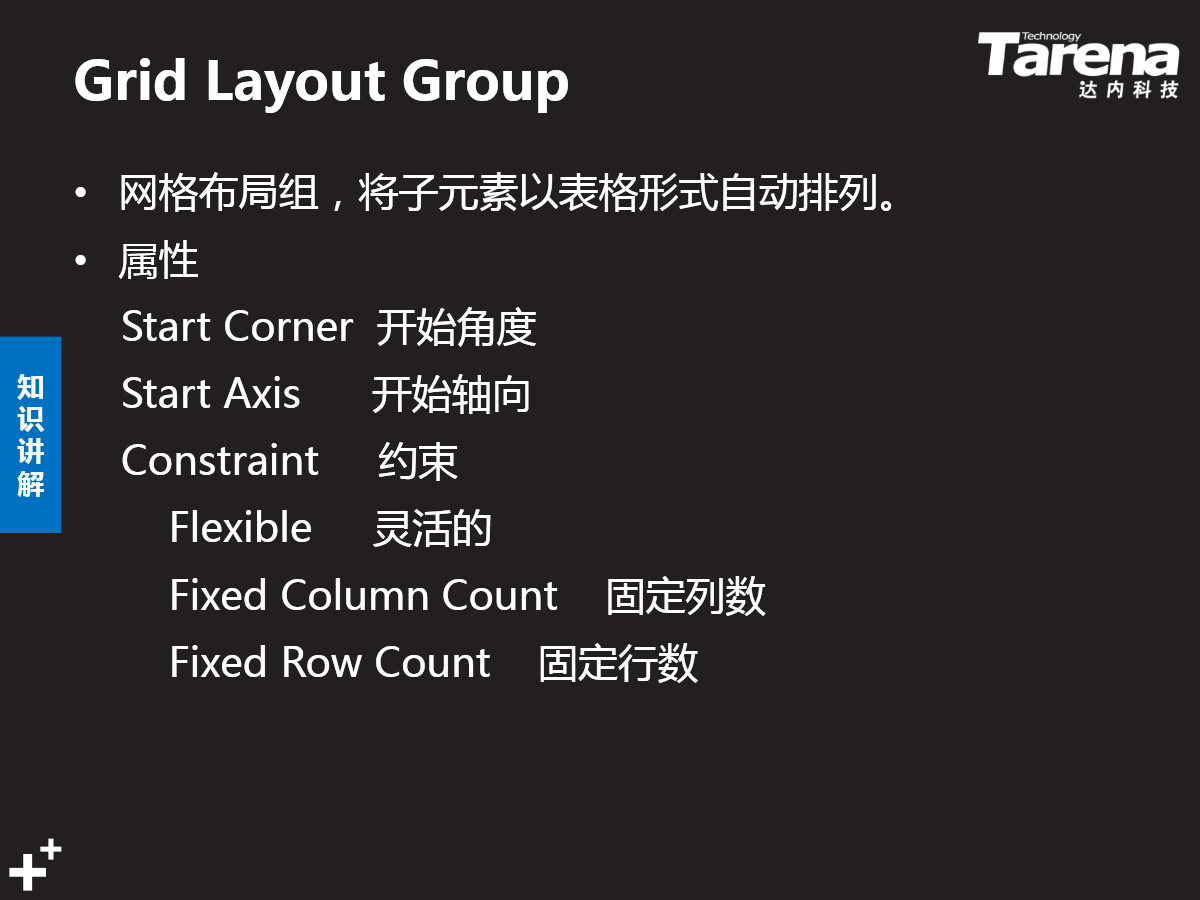 Grid Layout Group
Technology
Tarena
达内科技
• 网格布局组，将子元素以表格形式自动排列。
• 属性
Start Corner 开始角度
Start Axis 开始轴向
Constraint 约束
Flexible 灵活的
Fixed Column Count 固定列数
Fixed Row Count 固定行数
知
识
讲
解